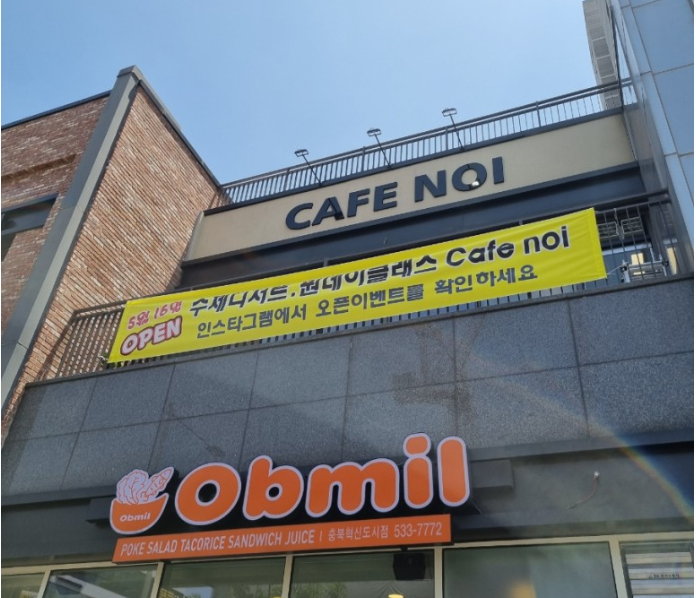 CAFE NOI
5월 16일
OPEN
수제디저트, 원데이클래스 Cafe noi
인스타그램에서 오픈이벤트를 확인하세요
Obmil
Obmil
POKE SALAD TACORICE SANDWICH JUICE | 충북혁신도시점 533-7772